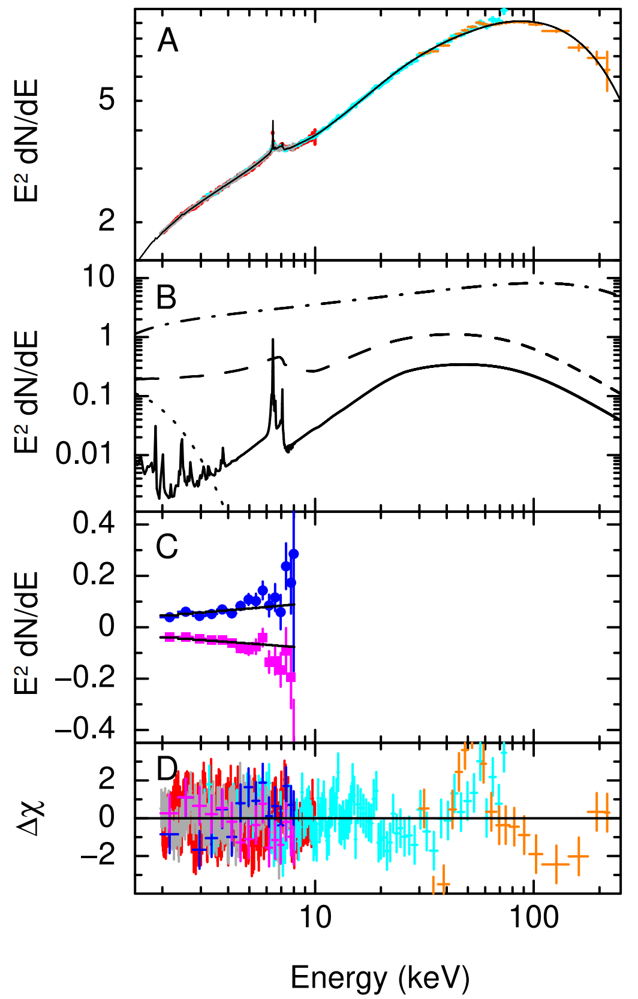 A
E² dN/dE
5
2
B
E² dN/dE
10
1
0.1
0.01
C
E² dN/dE
0.4
0.2
0
−0.2
−0.4
D
Δχ
2
0
−2
10 100
Energy (keV)